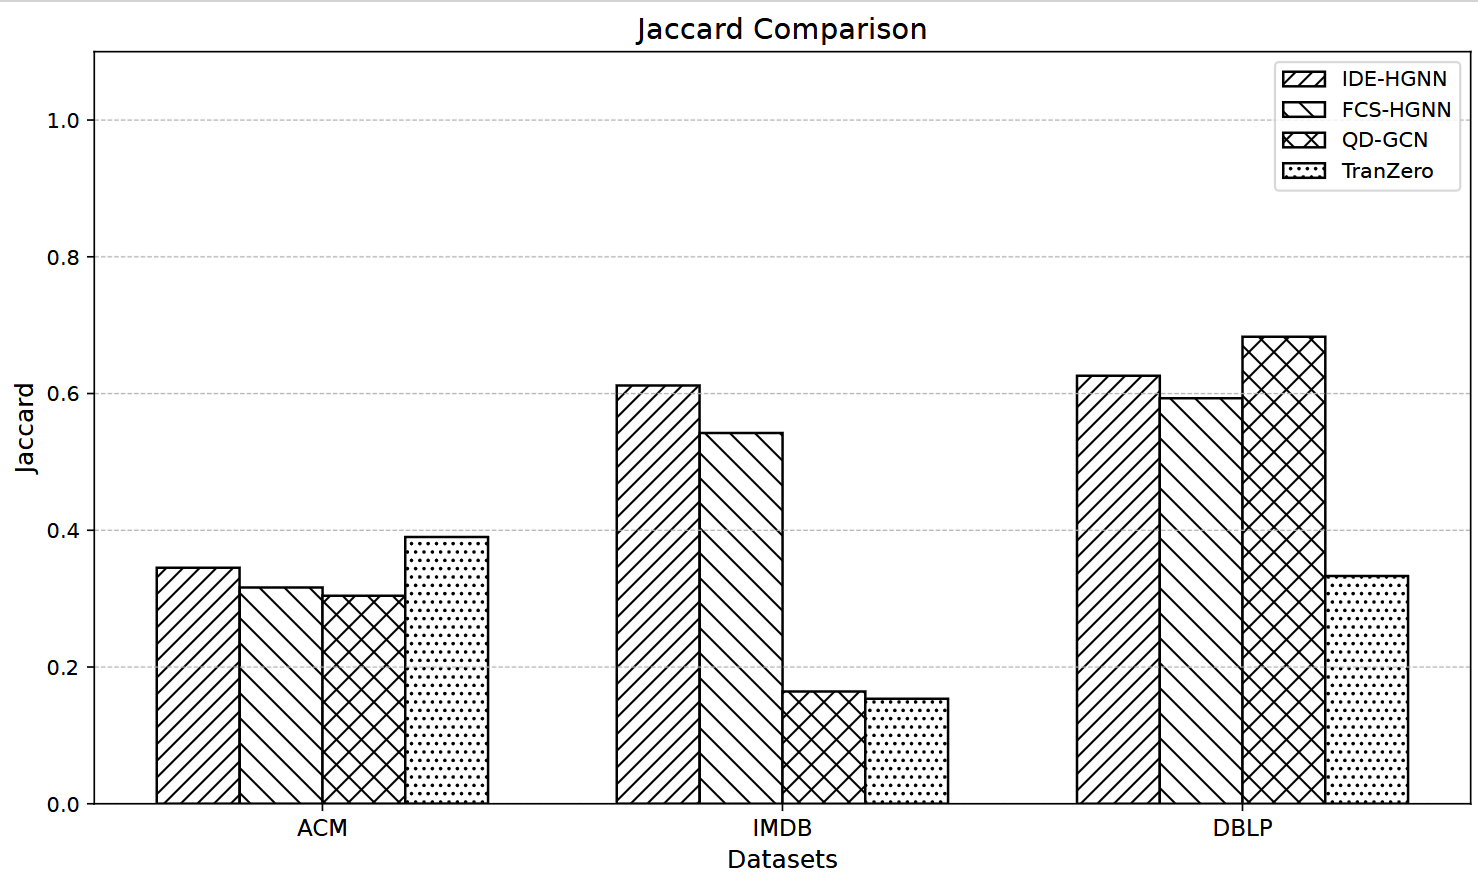 Jaccard Comparison
IDE-HGNN
FCS-HGNN
QD-GCN
TranZero
1.0
0.8
0.6
0.4
0.2
0.0
Jaccard
ACM
IMDB
DBLP
Datasets